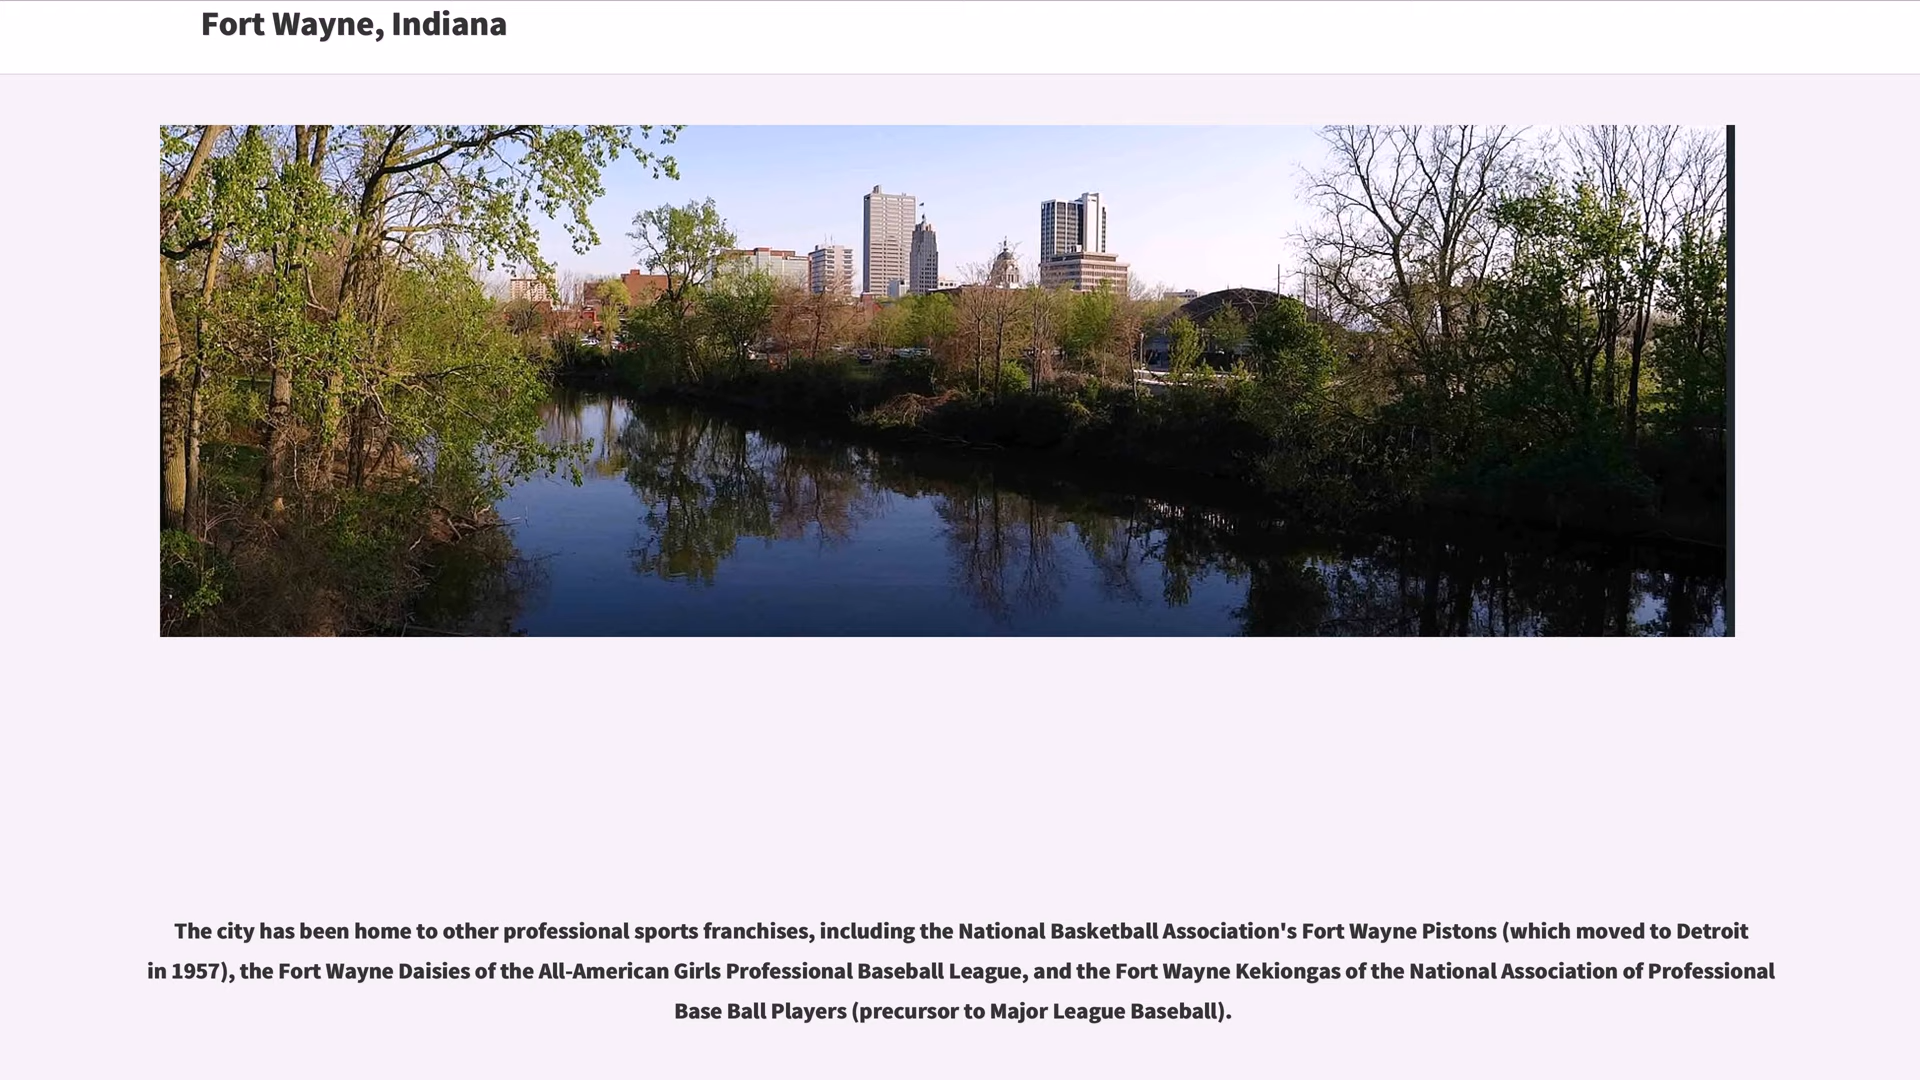 Fort Wayne, Indiana
The city has been home to other professional sports franchises, including the National Basketball Association's Fort Wayne Pistons (which moved to Detroit
in 1957), the Fort Wayne Daisies of the All-American Girls Professional Baseball League, and the Fort Wayne Kekiongas of the National Association of Professional
Base Ball Players (precursor to Major League Baseball).